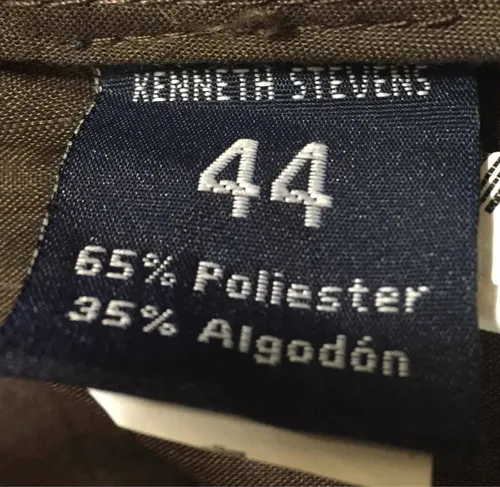 KENNETH STEVENS
44
65% Poliester
35% Algodón